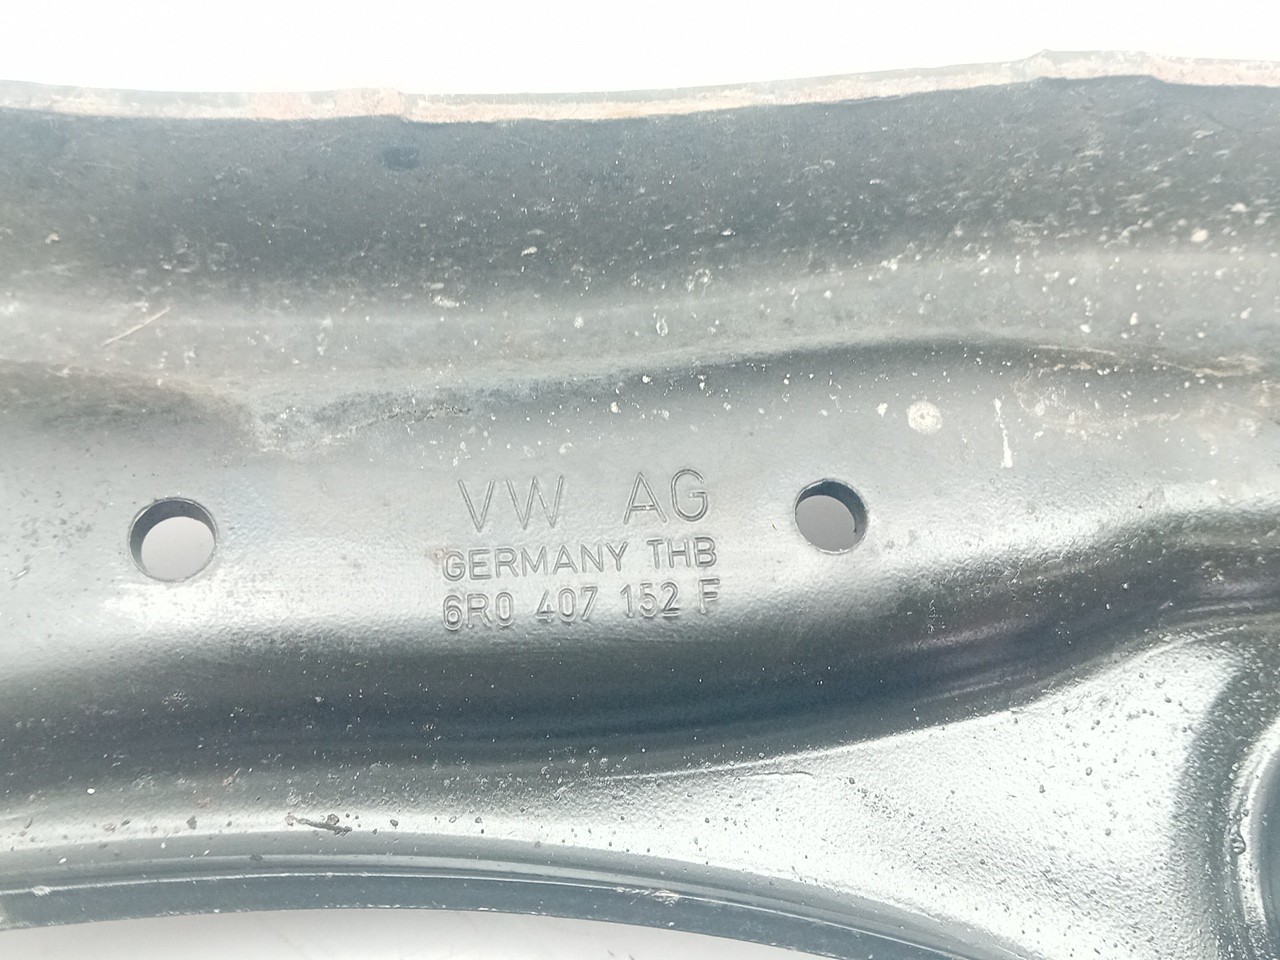 VW AG
GERMANY THB
6R0 407 152 F